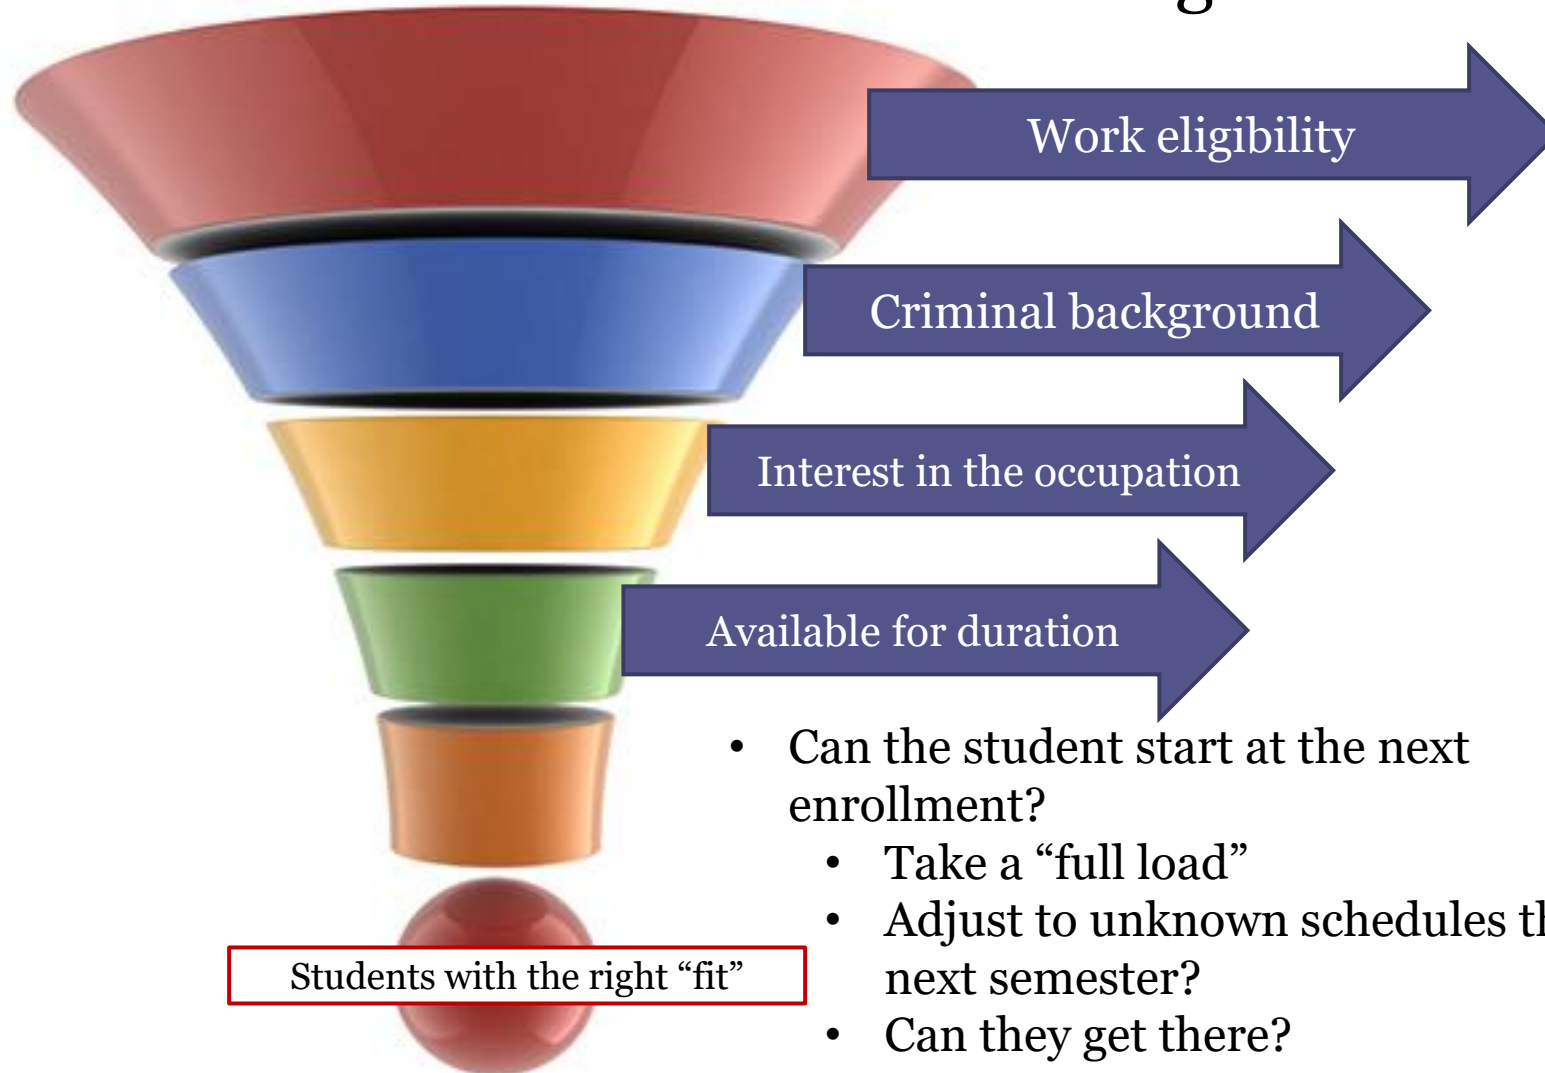 Work eligibility
Criminal background
Interest in the occupation
Available for duration
• Can the student start at the next
enrollment?
• Take a “full load”
• Adjust to unknown schedules
next semester?
• Can they get there?
Students with the right “fit”